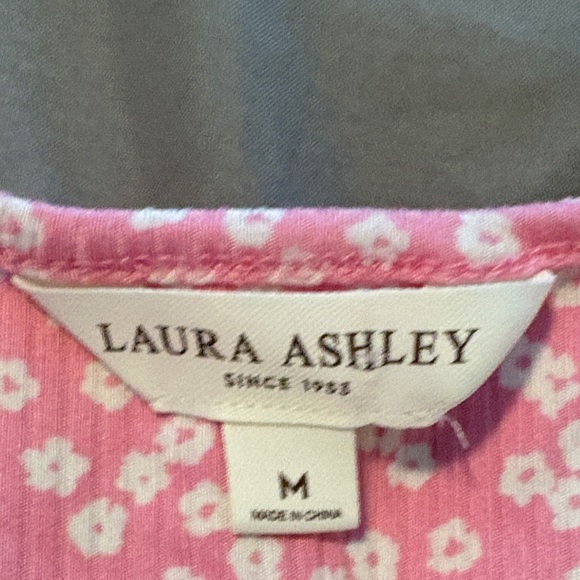 LAURA ASHLEY
SINCE 1953
M
MADE IN CHINA